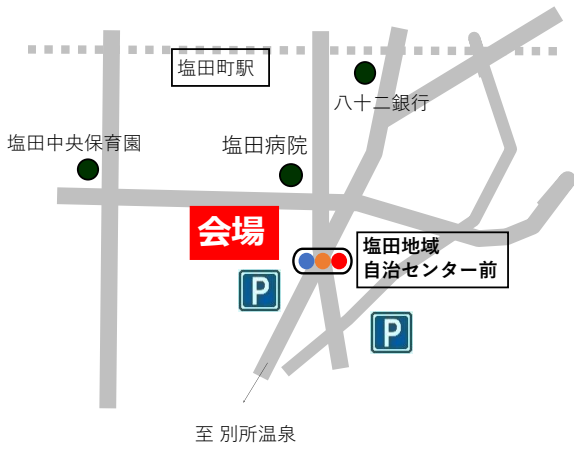 塩田町駅
八十二銀行
塩田中央保育園
塩田病院
会場
塩田地域
自治センター前
P
P
至 別所温泉